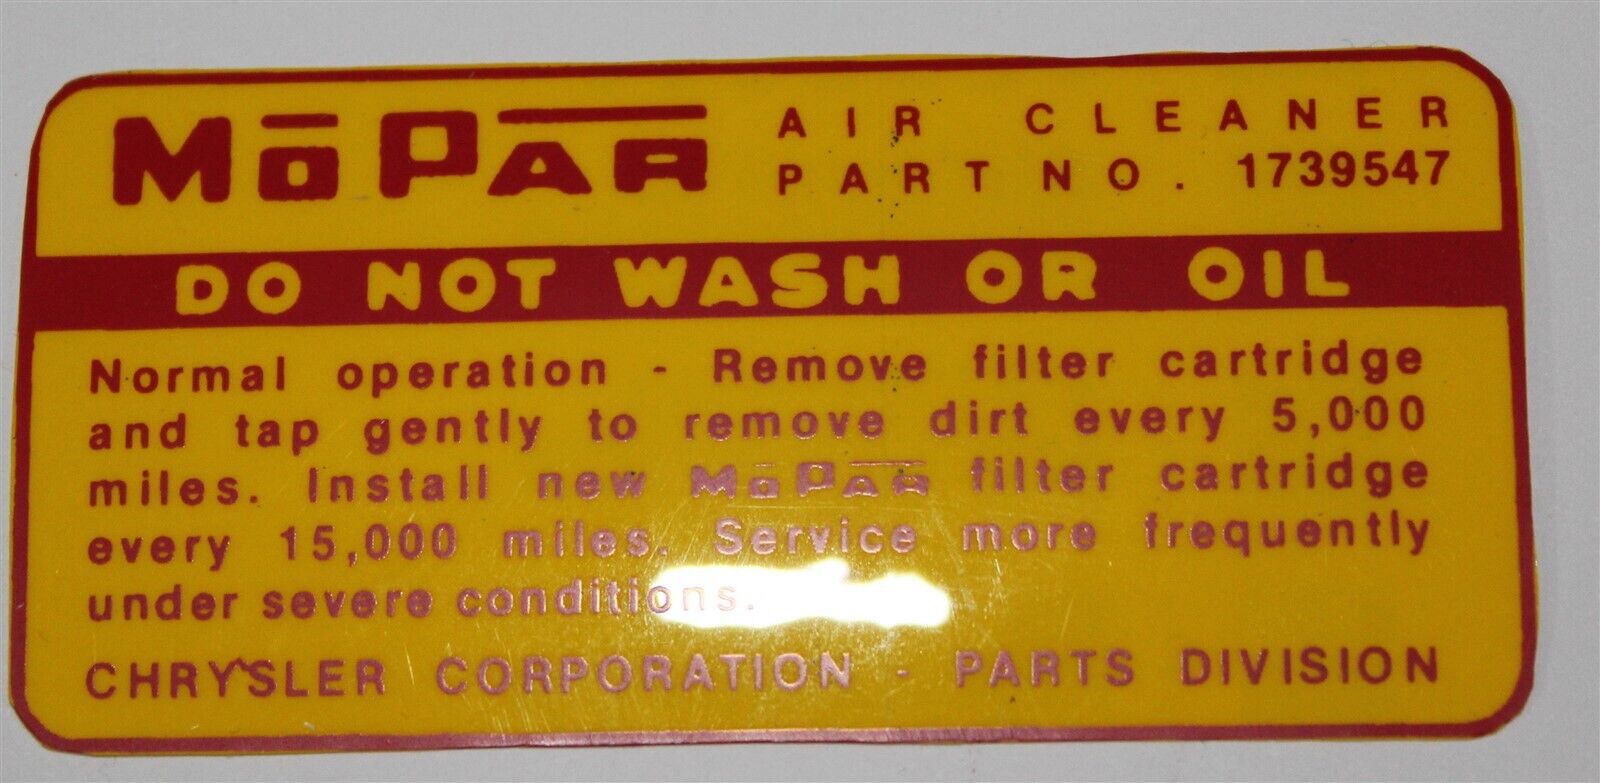 MoPAR AIR CLEANER
PART NO. 1739547
DO NOT WASH OR OIL
Normal operation - Remove filter cartridge
and tap gently to remove dirt every 5,000
miles. Install new MoPAR filter cartridge
every 15,000 miles. Service more frequently
under severe conditions.
CHRYSLER CORPORATION - PARTS DIVISION